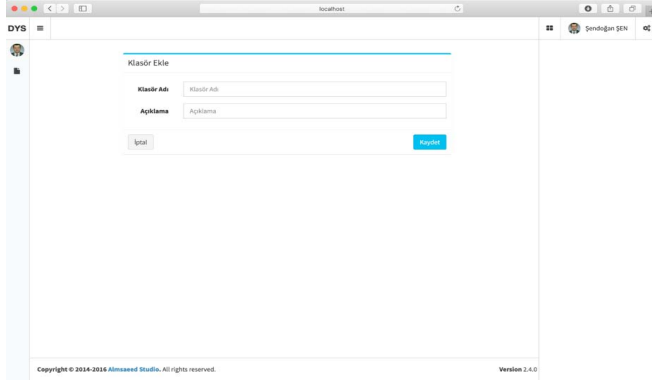 localhost
DYS
Şendoğan ŞEN
Klasör Ekle
Klasör Adı
Klasör Adı
Açıklama
Açıklama
İptal
Kaydet
Copyright © 2014-2016 Almsaeed Studio. All rights reserved.
Version 2.4.0